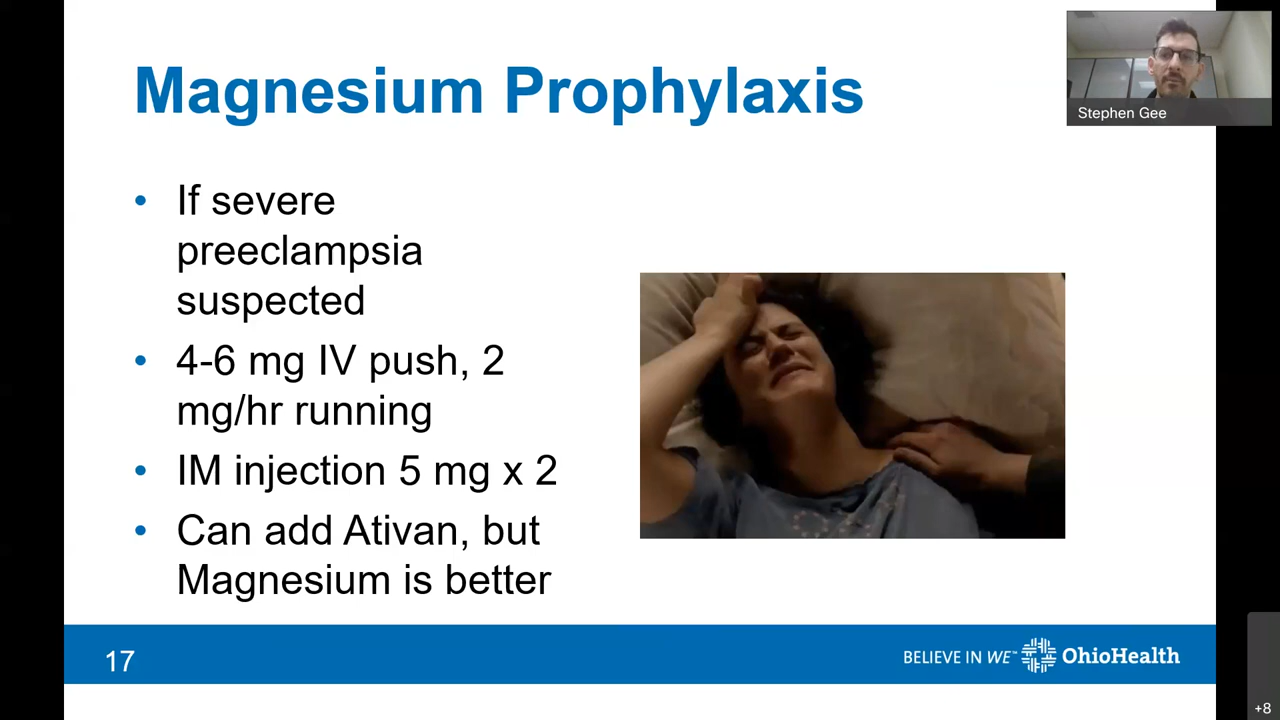 Magnesium Prophylaxis
Stephen Gee
• If severe
preeclampsia
suspected
• 4-6 mg IV push, 2
mg/hr running
• IM injection 5 mg x 2
• Can add Ativan, but
Magnesium is better
17
BELIEVE IN WE™ OhioHealth
+8